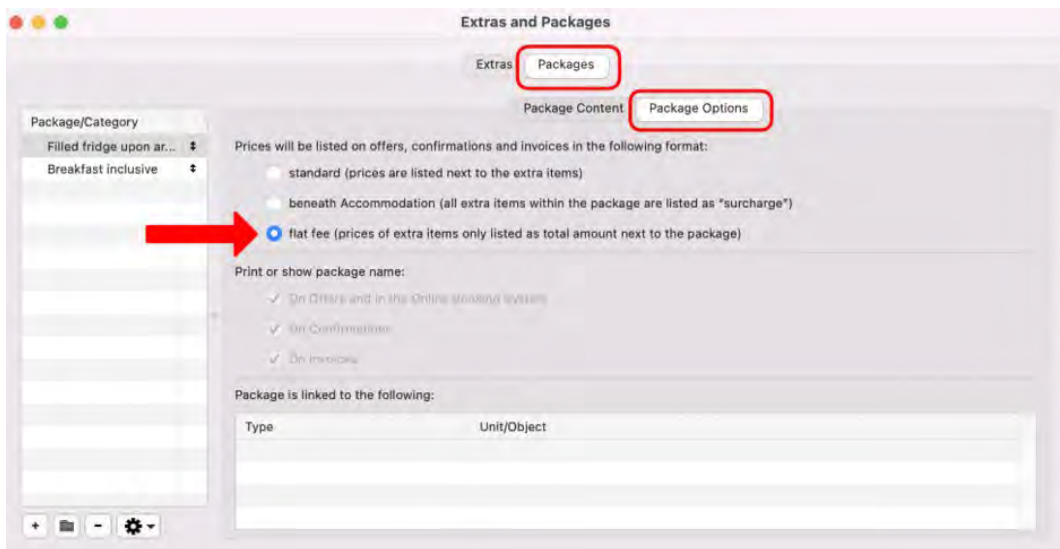 Extras and Packages
Extras Packages
Package Content Package Options
Package/Category
Filled fridge upon ar...
Breakfast inclusive
Prices will be listed on offers, confirmations and invoices in the following format:
standard (prices are listed next to the extra items)
beneath Accommodation (all extra items within the package are listed as "surcharge")
flat fee (prices of extra items only listed as total amount next to the package)
Print or show package name:
On Offers and in the Online Booking System
On Confirmations
On Invoices
Package is linked to the following:
Type Unit/Object